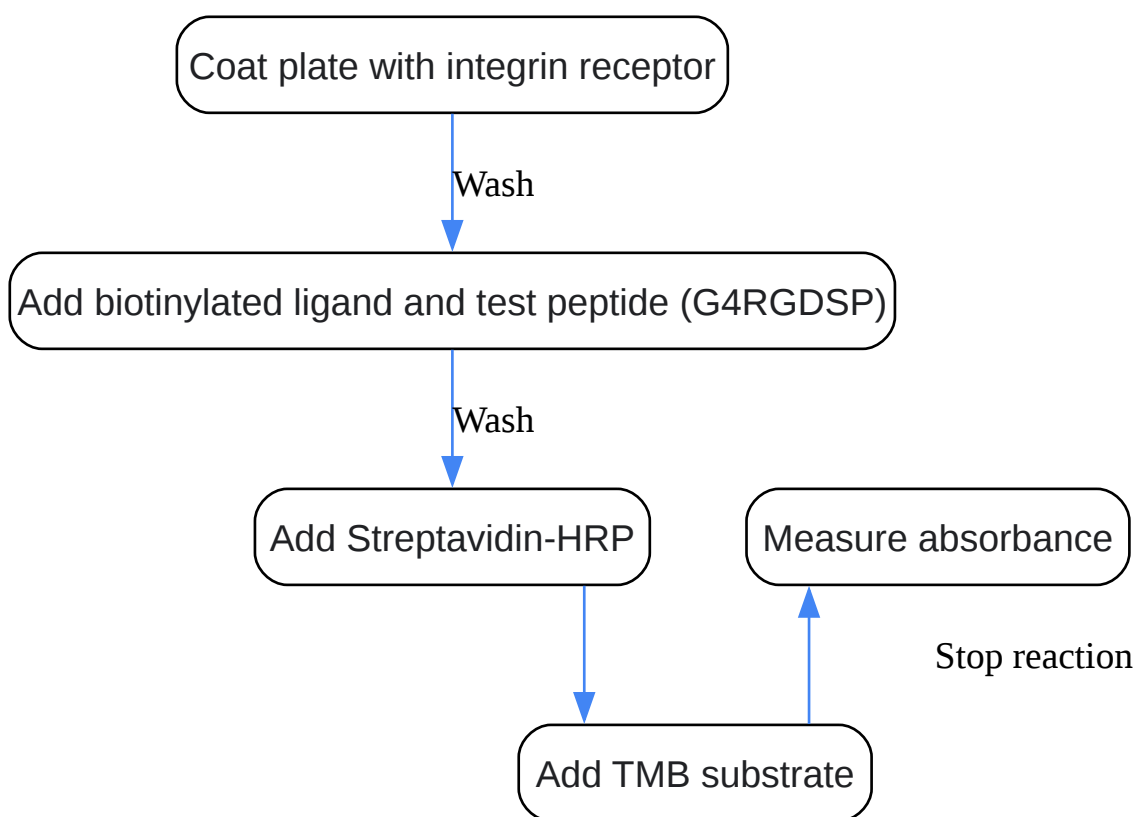 Coat plate with integrin receptor
Wash
Add biotinylated ligand and test peptide (G4RGDSP)
Wash
Add Streptavidin-HRP
Measure absorbance
Stop reaction
Add TMB substrate